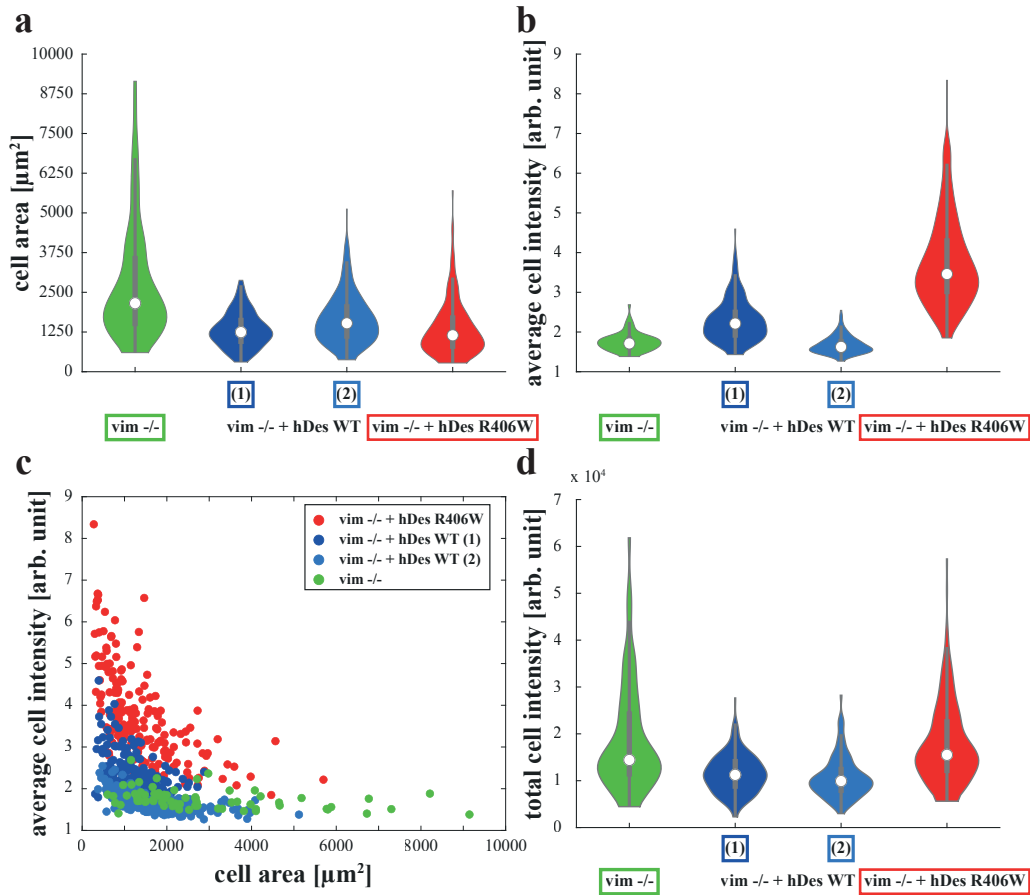 a
10000
8750
7500
6250
5000
3750
2500
1250
0
cell area [µm²]
(1)
(2)
vim -/-
vim -/- + hDes WT
vim -/- + hDes R406W
b
9
8
7
6
5
4
3
2
1
average cell intensity [arb. unit]
(1)
(2)
vim -/-
vim -/- + hDes WT
vim -/- + hDes R406W
c
9
8
7
6
5
4
3
2
1
average cell intensity [arb. unit]
vim -/- + hDes R406W
vim -/- + hDes WT (1)
vim -/- + hDes WT (2)
vim -/-
0 2000 4000 6000 8000 10000
cell area [µm²]
d
x 10⁴
7
6
5
4
3
2
1
0
total cell intensity [arb. unit]
(1)
(2)
vim -/-
vim -/- + hDes WT
vim -/- + hDes R406W